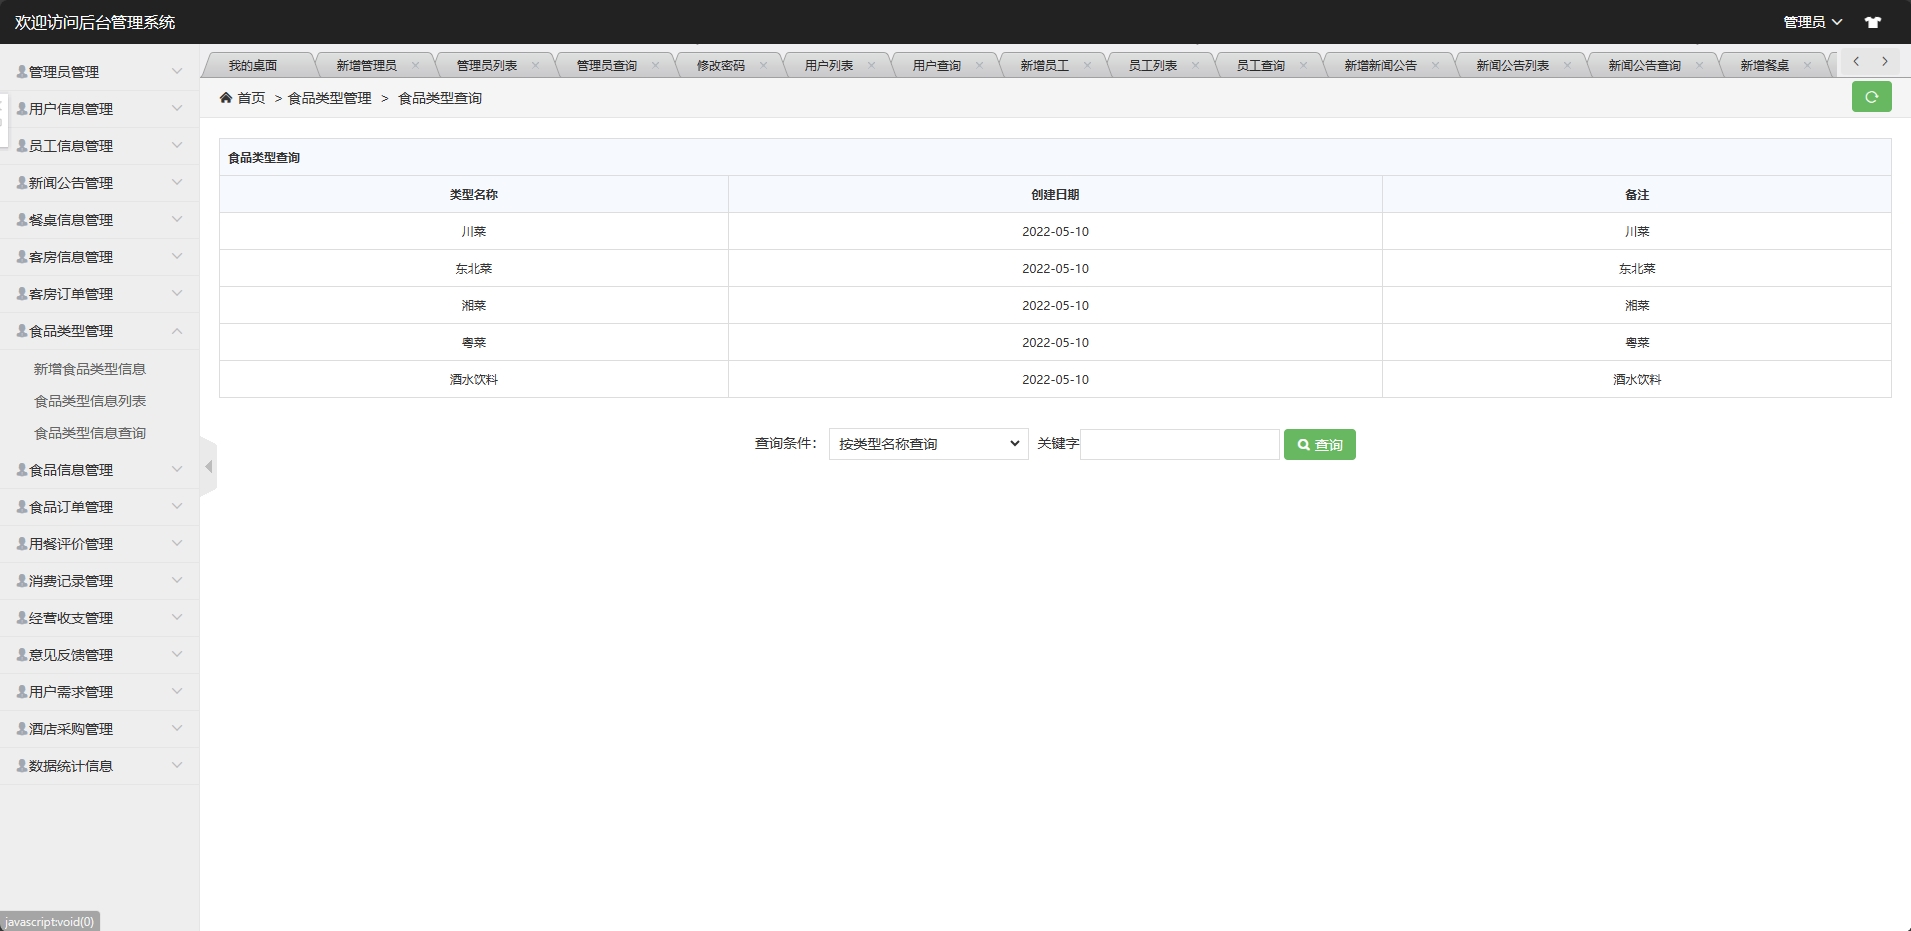 欢迎访问后台管理系统
管理员
我的桌面 新增管理员 管理员列表 管理员查询 修改密码 用户列表 用户查询 新增员工 员工列表 员工查询 新增新闻公告 新闻公告列表 新闻公告查询 新增餐桌
首页 > 食品类型管理 > 食品类型查询
管理员管理
用户信息管理
员工信息管理
新闻公告管理
餐桌信息管理
客房信息管理
客房订单管理
食品类型管理
新增食品类型信息
食品类型信息列表
食品类型信息查询
食品信息管理
食品订单管理
用餐评价管理
消费记录管理
经营收支管理
意见反馈管理
用户需求管理
酒店采购管理
数据统计信息
食品类型查询
类型名称 创建日期 备注
川菜 2022-05-10 川菜
东北菜 2022-05-10 东北菜
湘菜 2022-05-10 湘菜
粤菜 2022-05-10 粤菜
酒水饮料 2022-05-10 酒水饮料
查询条件： 按类型名称查询 关键字 查询
javascript:void(0)